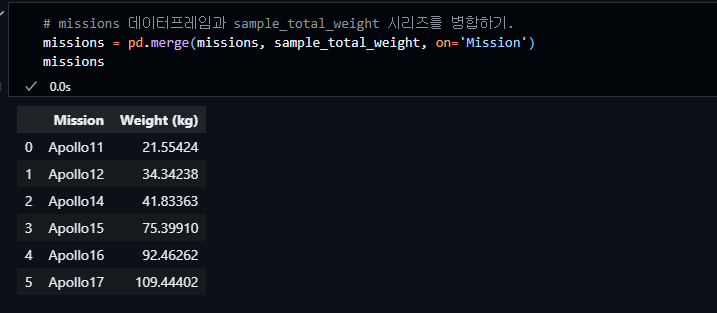 # missions 데이터프레임과 sample_total_weight 시리즈를 병합하기.
missions = pd.merge(missions, sample_total_weight, on='Mission')
missions
0.0s
Mission Weight (kg)
0 Apollo11 21.55424
1 Apollo12 34.34238
2 Apollo14 41.83363
3 Apollo15 75.39910
4 Apollo16 92.46262
5 Apollo17 109.44402